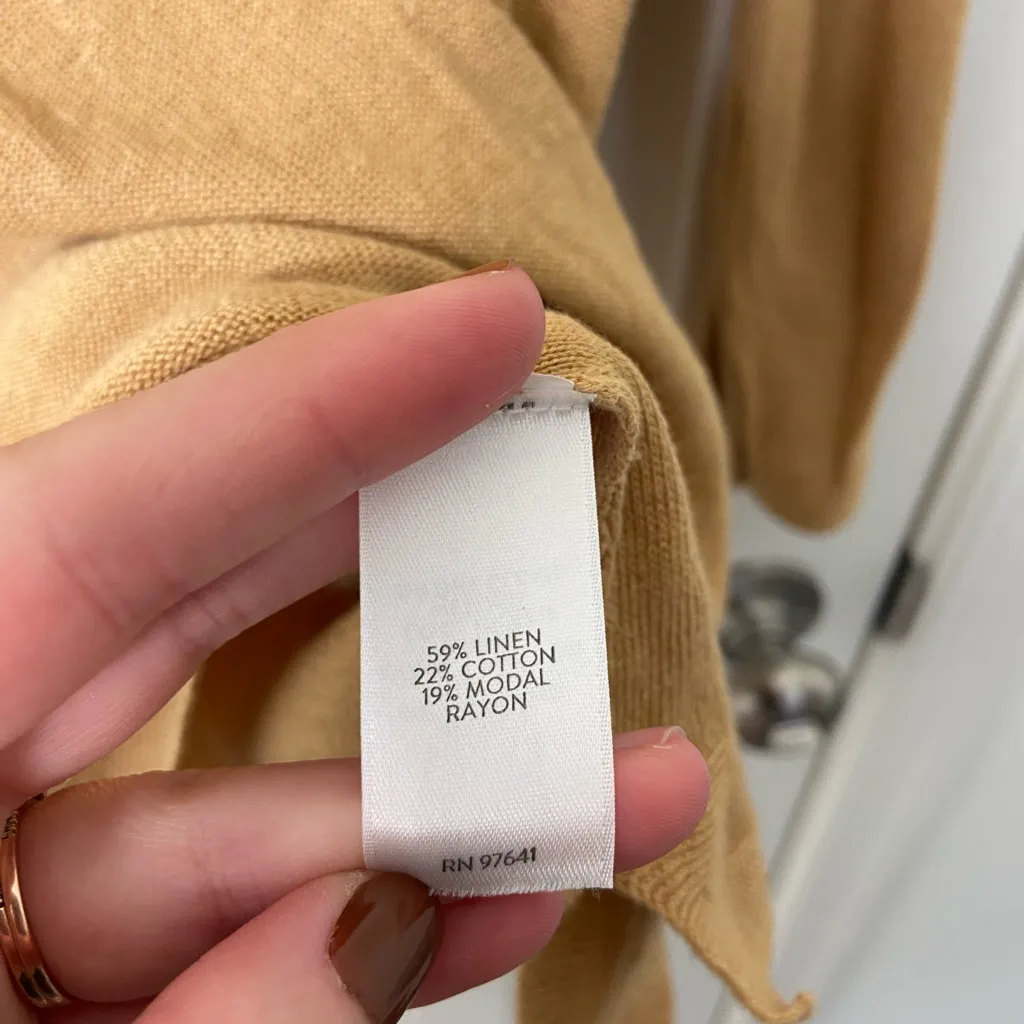 59% LINEN
22% COTTON
19% MODAL
RAYON
RN 97641